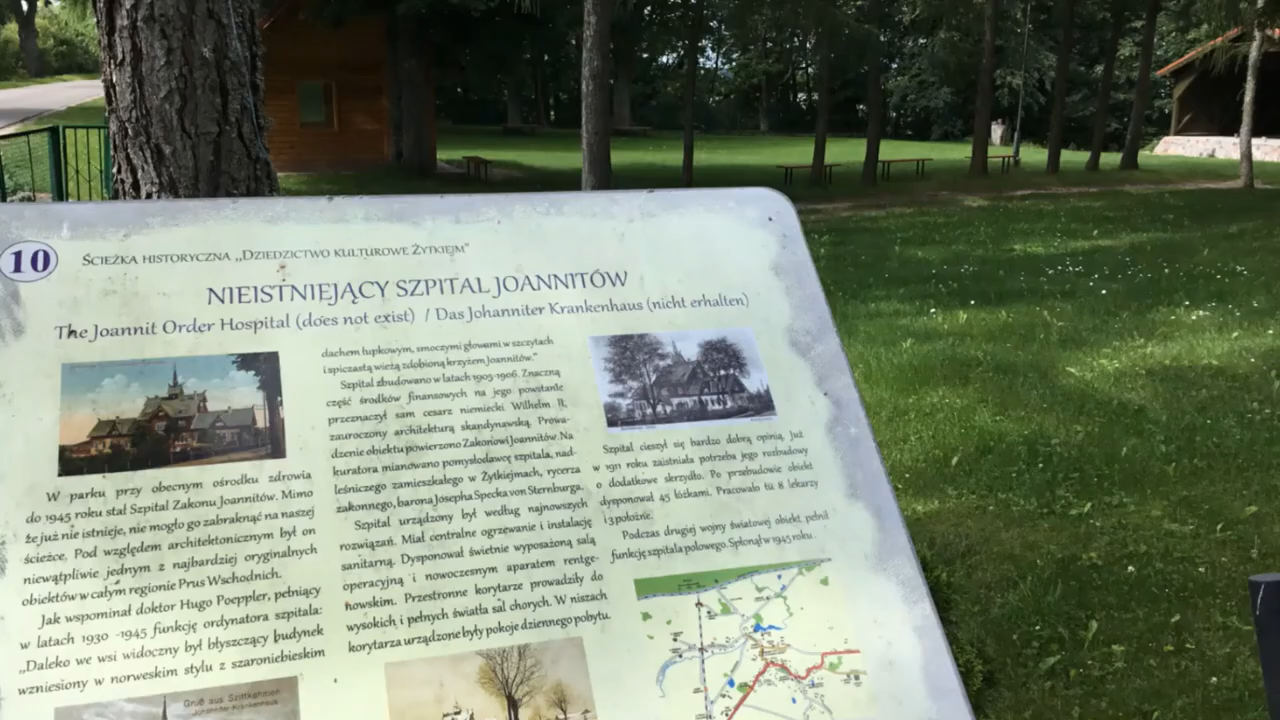 10
Ścieżka historyczna ,,Dziedzictwo kulturowe Żytkiejm"
NIEISTNIEJĄCY SZPITAL JOANNITÓW
The Joannit Order Hospital (does not exist) / Das Johanniter Krankenhaus (nicht erhalten)
W parku przy obecnym ośrodku zdrowia
do 1945 roku stał Szpital Zakonu Joannitów. Mimo
że już nie istnieje, nie mogło go zabraknąć na naszej
ścieżce. Pod względem architektonicznym był on
niewątpliwie jednym z najbardziej oryginalnych
obiektów w całym regionie Prus Wschodnich.
Jak wspominał doktor Hugo Poeppler, pełniący
w latach 1930 -1945 funkcję ordynatora szpitala:
,,Daleko we wsi widoczny był błyszczący budynek
wzniesiony w norweskim stylu z szaroniebieskim
Gruß aus Szittkehmen
Johanniter-Krankenhaus
dachem łupkowym, smoczymi głowami w szczytach
i spiczastą wieżą zdobioną krzyżem Joannitów."
Szpital zbudowano w latach 1905-1906. Znaczną
część środków finansowych na jego powstanie
przeznaczył sam cesarz niemiecki Wilhelm II,
zauroczony architekturą skandynawską. Prowa-
dzenie obiektu powierzono Zakonowi Joannitów. Na
kuratora mianowano pomysłodawcę szpitala, nad-
leśniczego zamieszkałego w Żytkiejmach, rycerza
zakonnego, barona Josepha Specka von Sternburga.
Szpital urządzony był według najnowszych
rozwiązań. Miał centralne ogrzewanie i instalację
sanitarną. Dysponował świetnie wyposażoną salą
operacyjną i nowoczesnym aparatem rentge-
nowskim. Przestronne korytarze prowadziły do
wysokich i pełnych światła sal chorych. W niszach
korytarza urządzone były pokoje dziennego pobytu.
Szpital cieszył się bardzo dobrą opinią. Już
w 1911 roku zaistniała potrzeba jego rozbudowy
o dodatkowe skrzydło. Po przebudowie obiekt
dysponował 45 łóżkami. Pracowało tu 8 lekarzy
i 3 położne.
Podczas drugiej wojny światowej obiekt pełnił
funkcję szpitala polowego. Spłonął w 1945 roku.